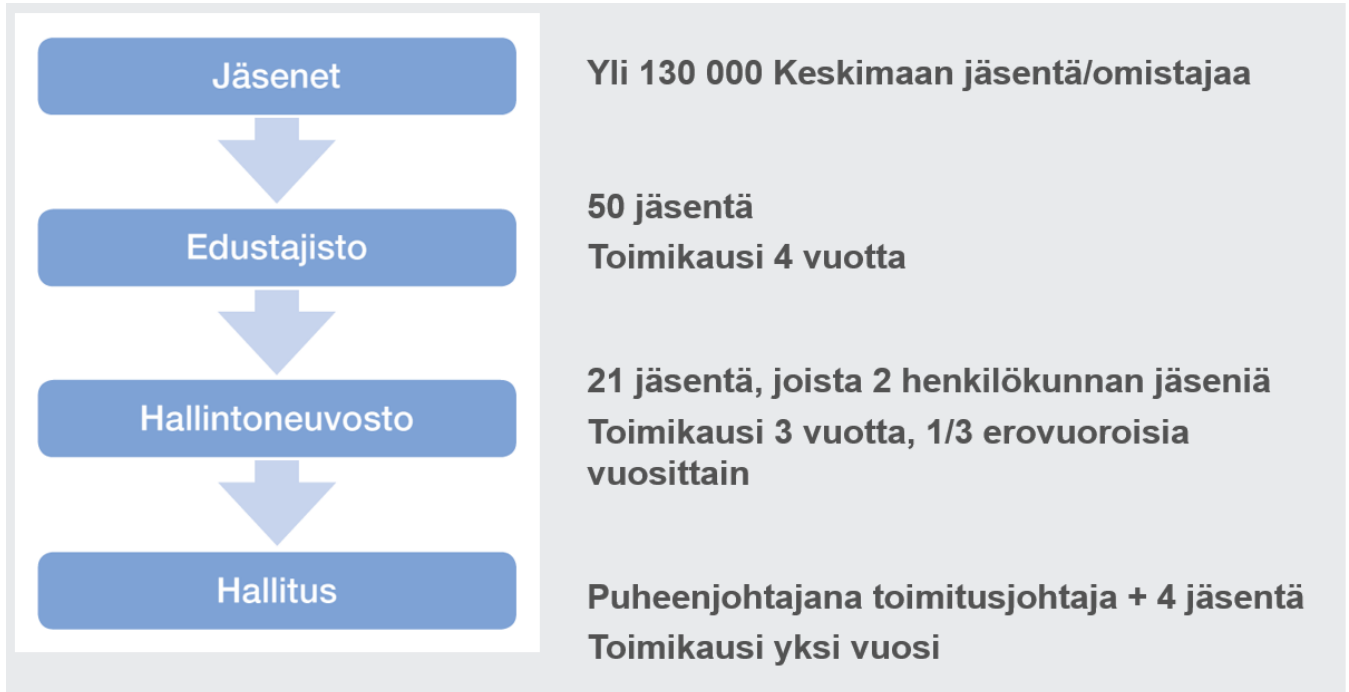 Jäsenet
Yli 130 000 Keskimaan jäsentä/omistajaa
Edustajisto
50 jäsentä
Toimikausi 4 vuotta
Hallintoneuvosto
21 jäsentä, joista 2 henkilökunnan jäseniä
Toimikausi 3 vuotta, 1/3 erovuoroisia
vuosittain
Hallitus
Puheenjohtajana toimitusjohtaja + 4 jäsentä
Toimikausi yksi vuosi